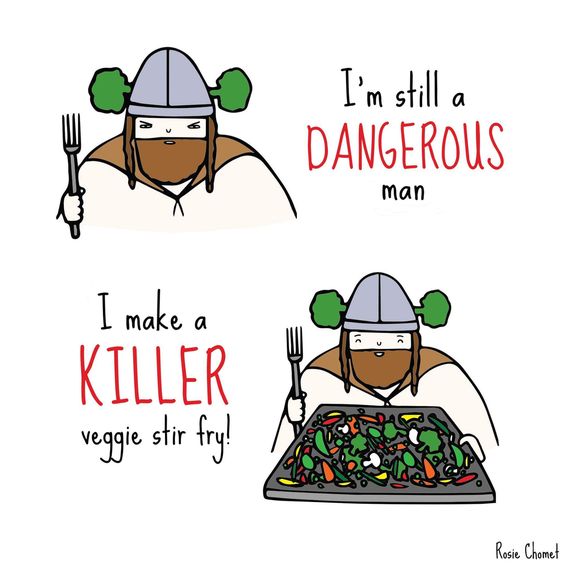 I'm still a
DANGEROUS
man
I make a
KILLER
veggie stir fry!
Rosie Chomet